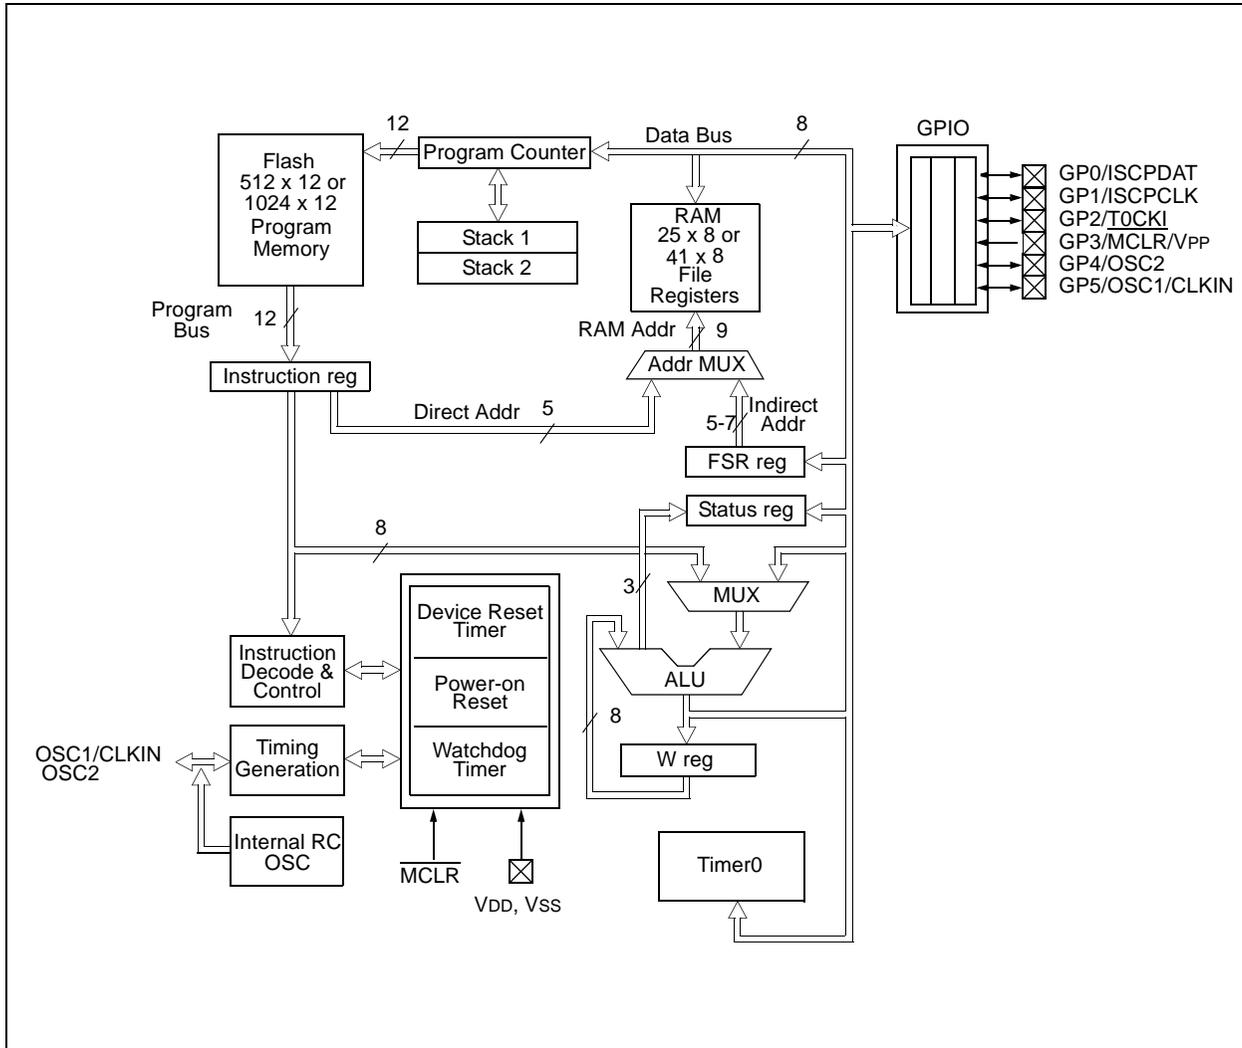 12
Data Bus
8
GPIO
Flash
512 x 12 or
1024 x 12
Program
Memory
Program Counter
Stack 1
Stack 2
RAM
25 x 8 or
41 x 8
File
Registers
GP0/ISCPDAT
GP1/ISCPCLK
GP2/T0CKI
GP3/MCLR/VPP
GP4/OSC2
GP5/OSC1/CLKIN
Program
Bus
12
RAM Addr
9
Instruction reg
Addr MUX
Direct Addr
5
5-7
Indirect
Addr
FSR reg
Status reg
8
3
MUX
Device Reset
Timer
Instruction
Decode &
Control
Power-on
Reset
ALU
8
OSC1/CLKIN
OSC2
Timing
Generation
Watchdog
Timer
W reg
Internal RC
OSC
MCLR
VDD, VSS
Timer0